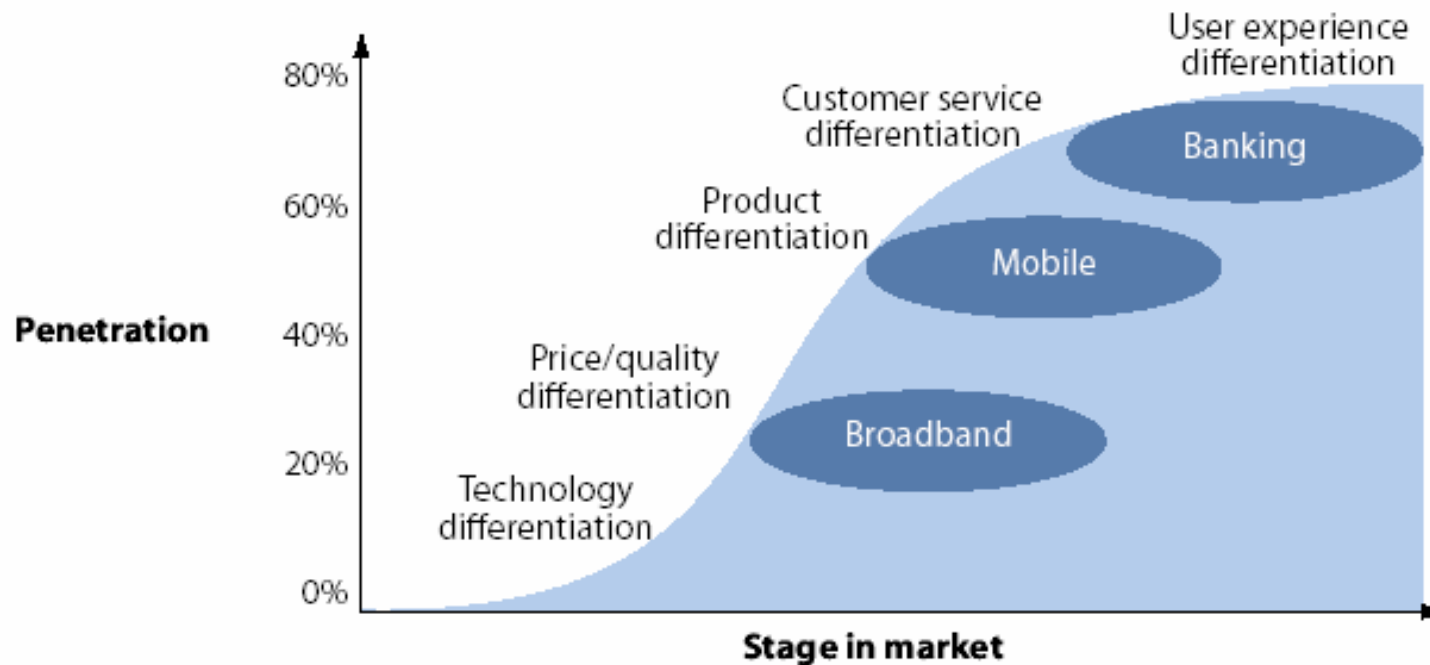 User experience
differentiation
80%
Customer service
differentiation
Banking
60%
Product
differentiation
Mobile
Penetration
40%
Price/quality
differentiation
Broadband
20%
Technology
differentiation
0%
Stage in market